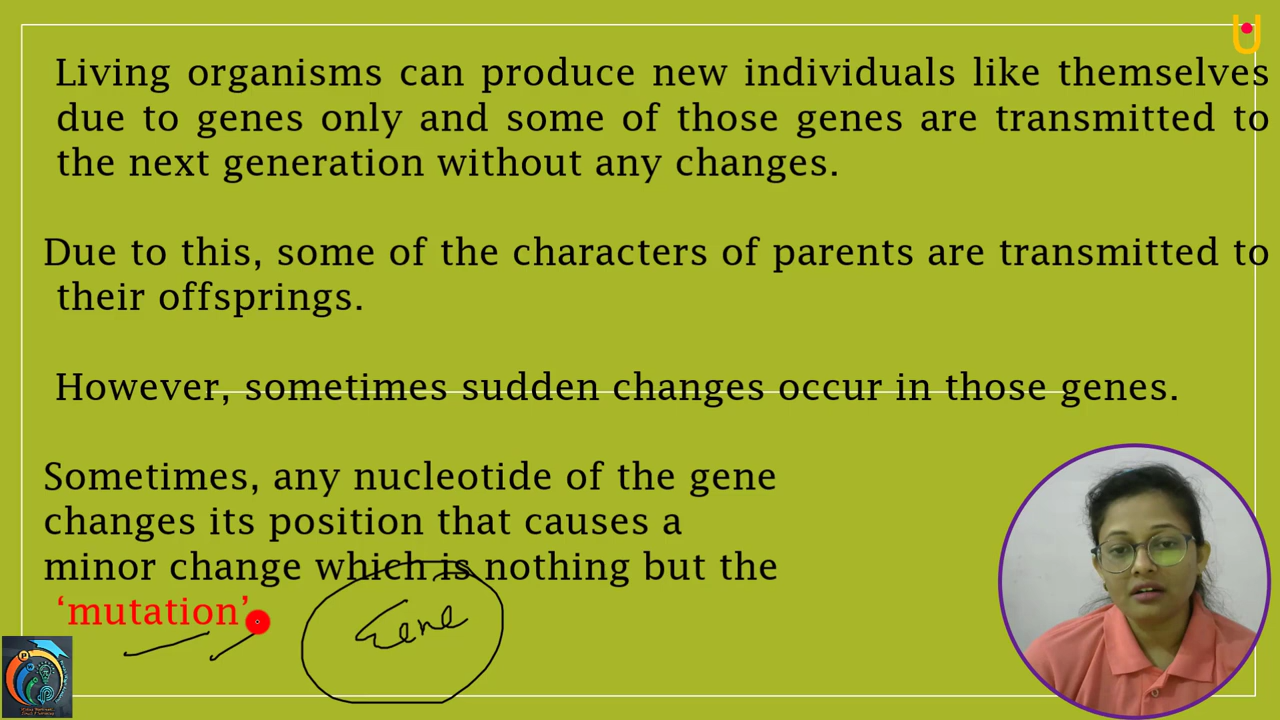 Living organisms can produce new individuals like themselves
due to genes only and some of those genes are transmitted to
the next generation without any changes.
Due to this, some of the characters of parents are transmitted to
their offsprings.
However, sometimes sudden changes occur in those genes.
Sometimes, any nucleotide of the gene
changes its position that causes a
minor change which is nothing but the
‘mutation’
Gene